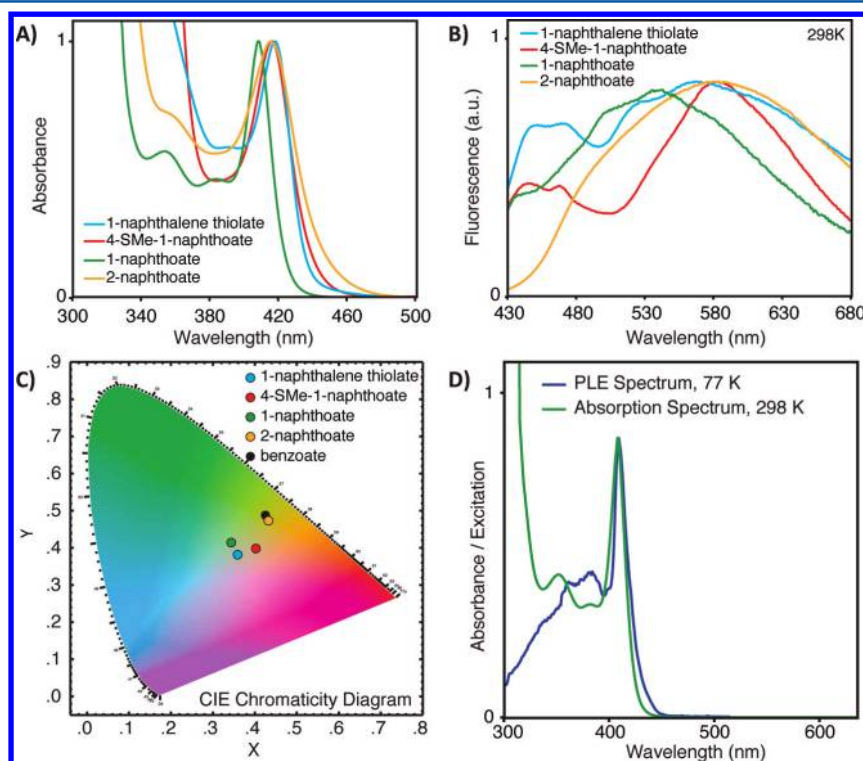 A)
1
Absorbance
1-naphthalene thiolate
4-SMe-1-naphthoate
1-naphthoate
2-naphthoate
0
300 340 380 420 460 500
Wavelength (nm)
B)
1
Fluorescence (a.u.)
1-naphthalene thiolate
4-SMe-1-naphthoate
1-naphthoate
2-naphthoate
298K
0
430 480 530 580 630 680
Wavelength (nm)
C)
.9
.8
.7
.6
.5
.4
.3
.2
.1
.0
Y
1-naphthalene thiolate
4-SMe-1-naphthoate
1-naphthoate
2-naphthoate
benzoate
CIE Chromaticity Diagram
.0 .1 .2 .3 .4 .5 .6 .7 .8
X
D)
1
Absorbance / Excitation
PLE Spectrum, 77 K
Absorption Spectrum, 298 K
0
300 400 500 600
Wavelength (nm)